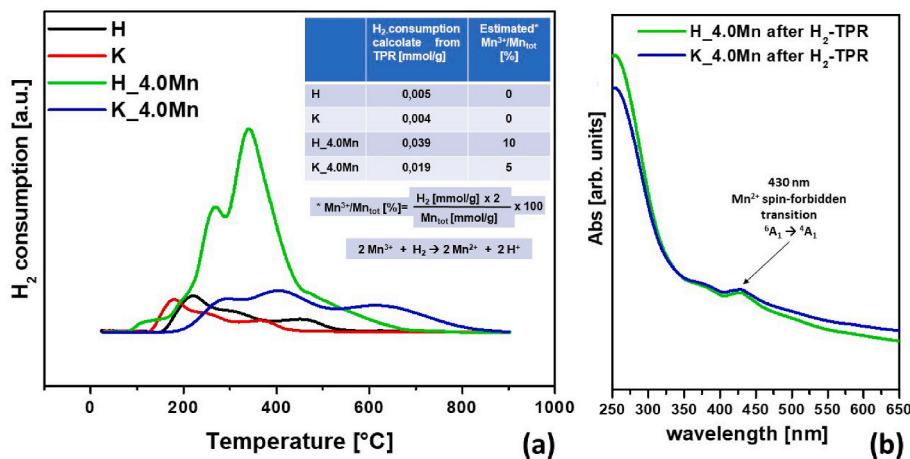 H
K
H_4.0Mn
K_4.0Mn
H₂ consumption
calcolate from
TPR [mmol/g]
Estimated*
Mn³⁺/Mn_tot
[%]
H 0,005 0
K 0,004 0
H_4.0Mn 0,039 10
K_4.0Mn 0,019 5
* Mn³⁺/Mn_tot [%]= H₂ [mmol/g] x 2 x 100
Mn_tot [mmol/g]
2 Mn³⁺ + H₂ → 2 Mn²⁺ + 2 H⁺
H₂ consumption [a.u.]
0 200 400 600 800 1000
Temperature [°C]
(a)
H_4.0Mn after H₂-TPR
K_4.0Mn after H₂-TPR
430 nm
Mn²⁺ spin-forbidden
transition
⁶A₁ → ⁴A₁
Abs [arb. units]
250 300 350 400 450 500 550 600 650
wavelength [nm]
(b)